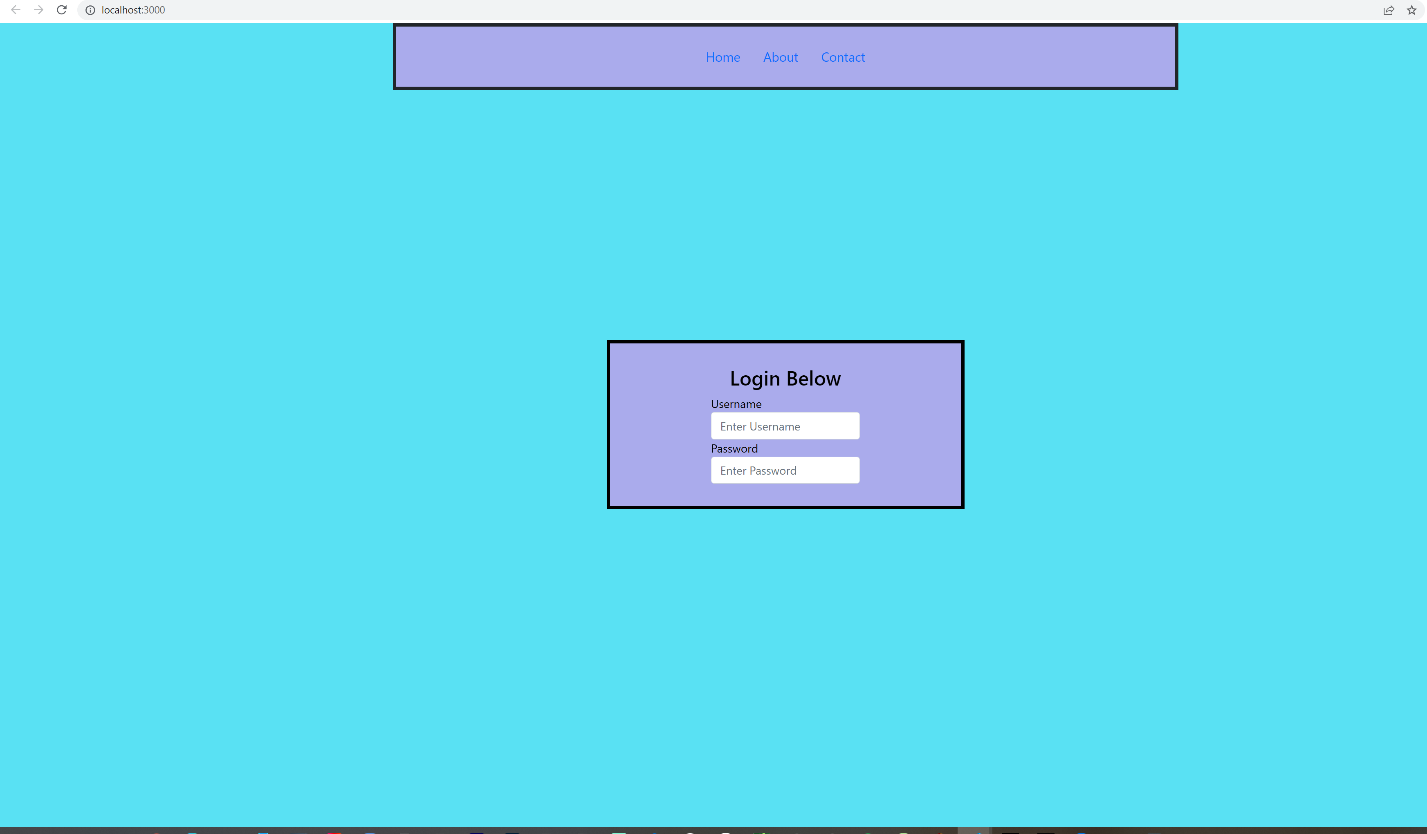 localhost:3000
Home About Contact
Login Below
Username
Enter Username
Password
Enter Password